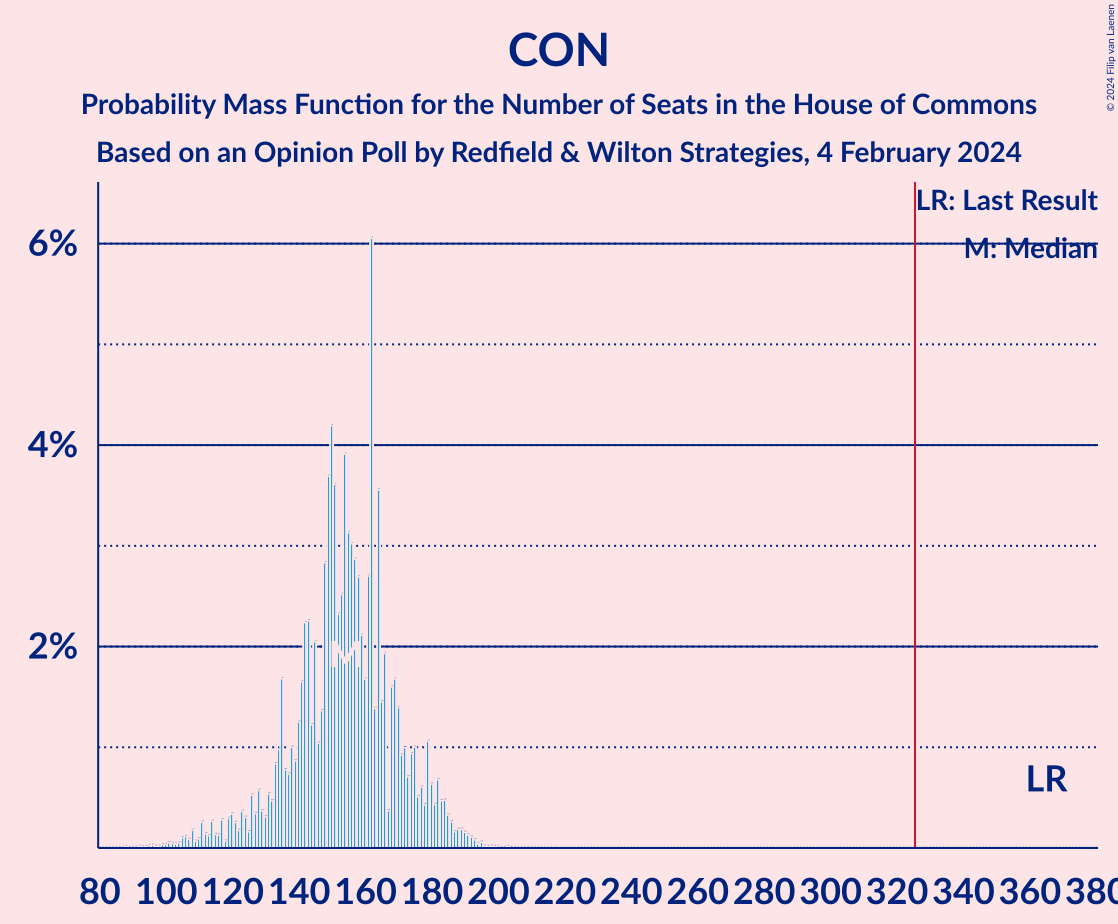 CON
Probability Mass Function for the Number of Seats in the House of Commons
Based on an Opinion Poll by Redfield & Wilton Strategies, 4 February 2024
© 2024 Filip van Laenen
LR: Last Result
M: Median
6%
4%
2%
M
LR
80 100 120 140 160 180 200 220 240 260 280 300 320 340 360 380